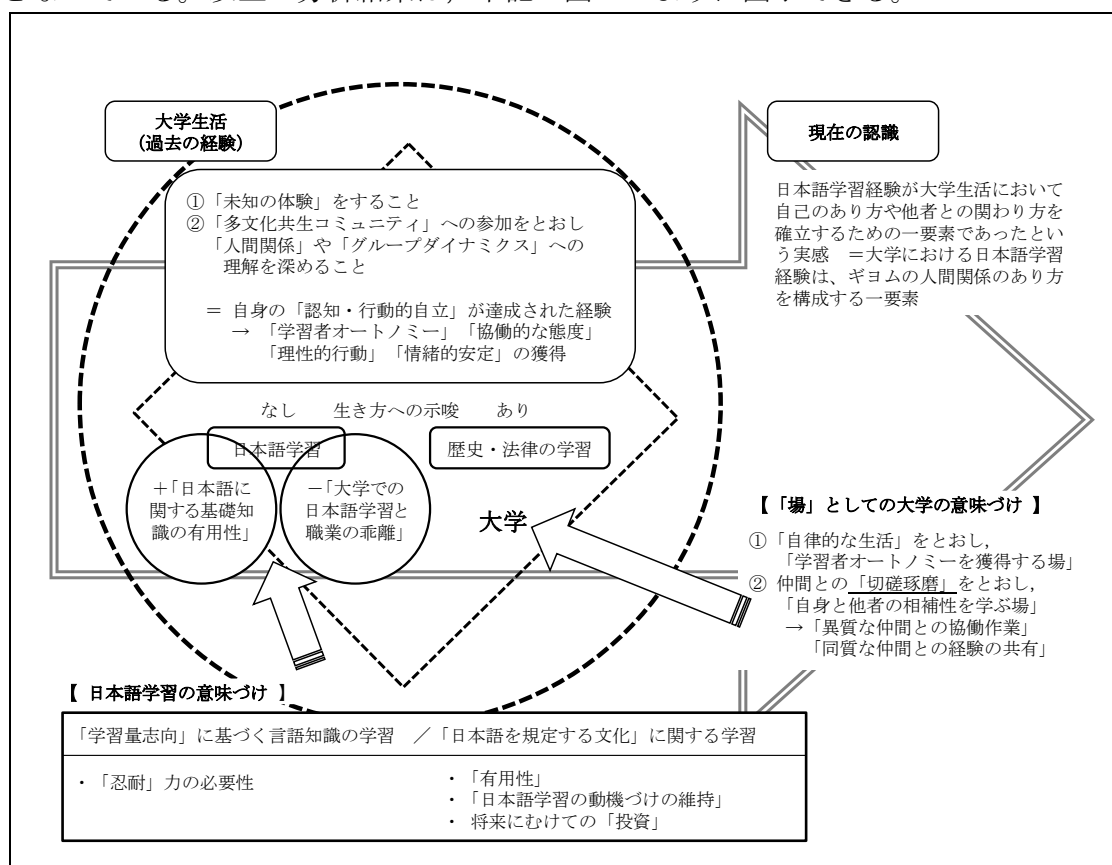 大学生活
(過去の経験)
現在の認識
①「未知の体験」をすること
②「多文化共生コミュニティ」への参加をとおし
「人間関係」や「グループダイナミクス」への
理解を深めること
＝ 自身の「認知・行動的自立」が達成された経験
→ 「学習者オートノミー」「協働的な態度」
「理性的行動」「情緒的安定」の獲得
日本語学習経験が大学生活において
自己のあり方や他者との関わり方を
確立するための一要素であったとい
う実感 ＝大学における日本語学習
経験は、ギヨムの人間関係のあり方
を構成する一要素
なし 生き方への示唆 あり
日本語学習
歴史・法律の学習
＋「日本語に
関する基礎知
識の有用性」
－「大学での
日本語学習と
職業の乖離」
大学
【「場」としての大学の意味づけ 】
①「自律的な生活」をとおし，
「学習者オートノミーを獲得する場」
② 仲間との「切磋琢磨」をとおし，
「自身と他者の相補性を学ぶ場」
→「異質な仲間との協働作業」
「同質な仲間との経験の共有」
【 日本語学習の意味づけ 】
「学習量志向」に基づく言語知識の学習 ／「日本語を規定する文化」に関する学習
・「忍耐」力の必要性
・「有用性」
・「日本語学習の動機づけの維持」
・ 将来にむけての「投資」